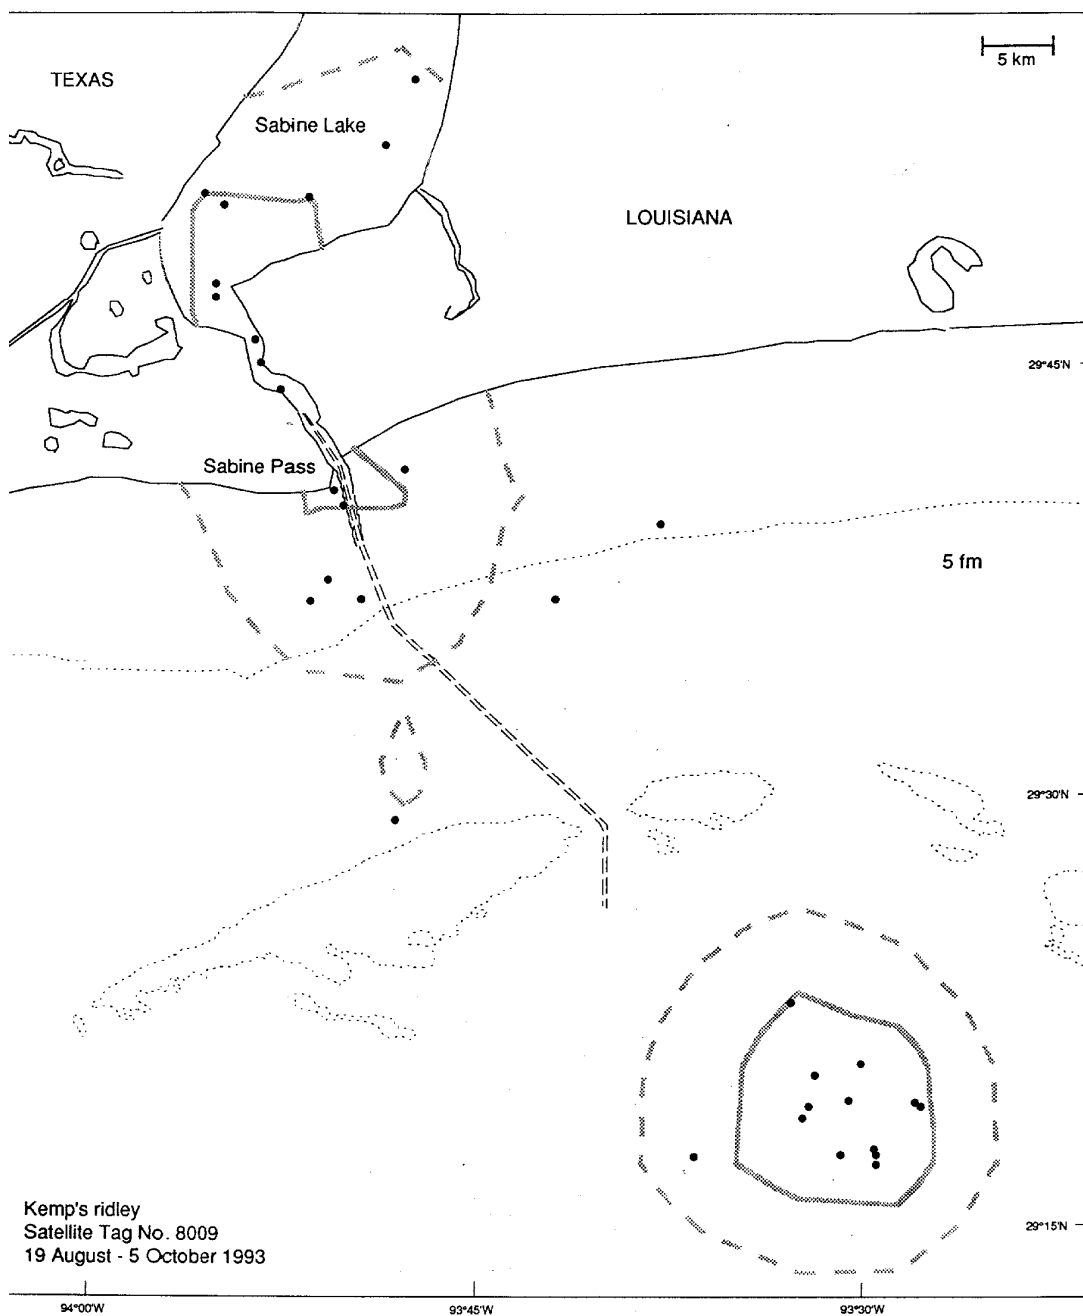 TEXAS
5 km
Sabine Lake
LOUISIANA
29°45'N
Sabine Pass
5 fm
29°30'N
Kemp's ridley
Satellite Tag No. 8009
19 August - 5 October 1993
29°15'N
94°00'W
93°45'W
93°30'W